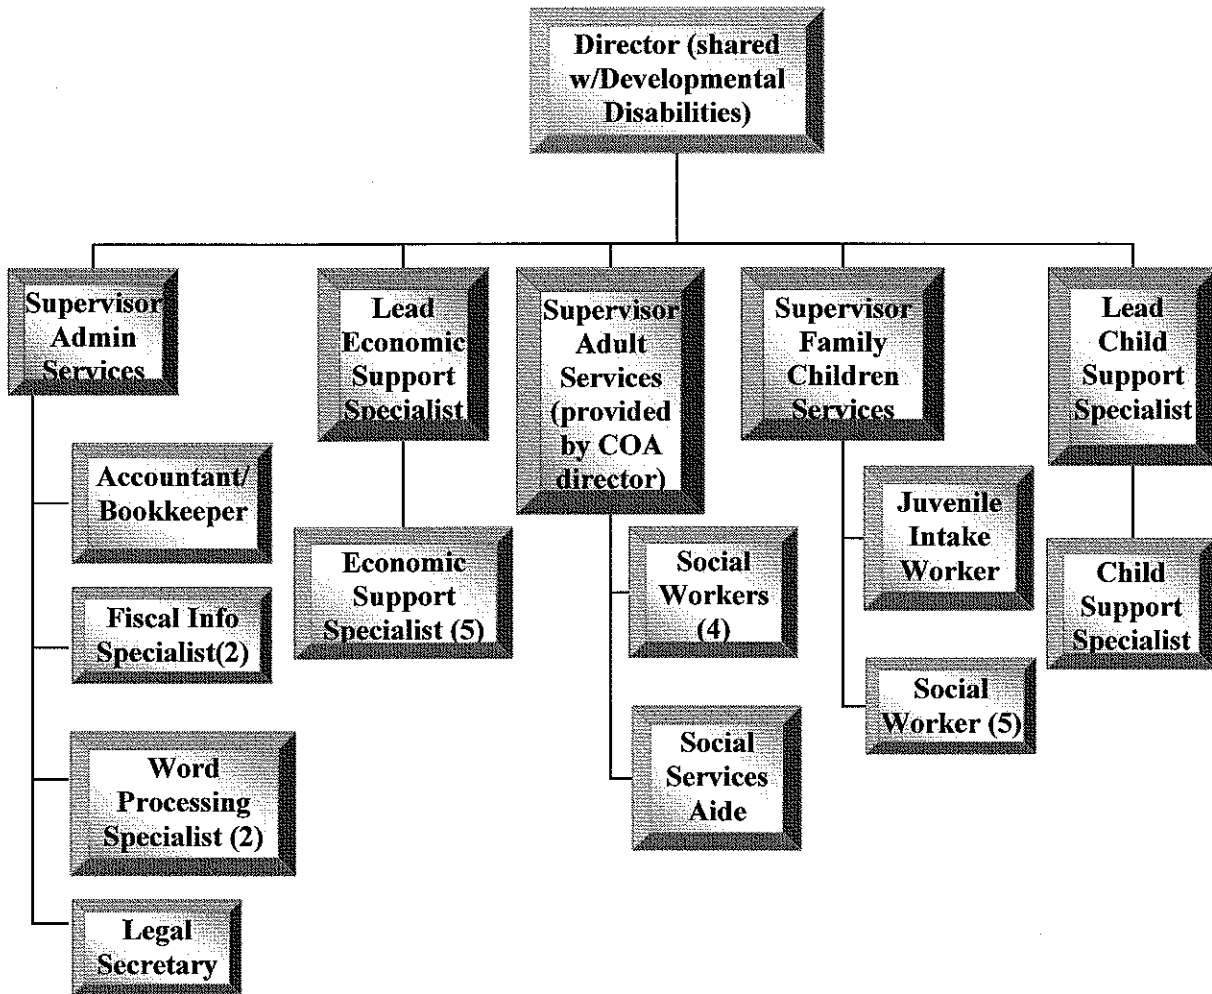 Director (shared
w/Developmental
Disabilities)
Supervisor
Admin
Services
Lead
Economic
Support
Specialist
Supervisor
Adult
Services
(provided
by COA
director)
Supervisor
Family
Children
Services
Lead
Child
Support
Specialist
Accountant/
Bookkeeper
Fiscal Info
Specialist(2)
Word
Processing
Specialist (2)
Legal
Secretary
Economic
Support
Specialist (5)
Social
Workers
(4)
Social
Services
Aide
Juvenile
Intake
Worker
Social
Worker (5)
Child
Support
Specialist